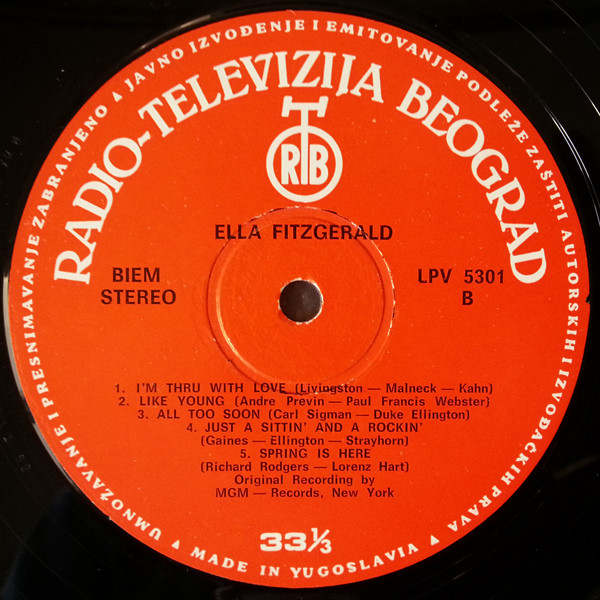 UMNOŽAVANJE I PRESNIMAVANJE ZABRANJENO ▲ JAVNO IZVOĐENJE I EMITOVANJE PODLEŽE ZAŠTITI AUTORSKIH I IZVOĐAČKIH PRAVA ▲ MADE IN YUGOSLAVIA ▲
RADIO-TELEVIZIJA BEOGRAD
RTB
ELLA FITZGERALD
BIEM
STEREO
LPV 5301
B
1. I'M THRU WITH LOVE (Livingston — Malneck — Kahn)
2. LIKE YOUNG (Andre Previn — Paul Francis Webster)
3. ALL TOO SOON (Carl Sigman — Duke Ellington)
4. JUST A SITTIN' AND A ROCKIN'
(Gaines — Ellington — Strayhorn)
5. SPRING IS HERE
(Richard Rodgers — Lorenz Hart)
Original Recording by
MGM — Records, New York
33⅓